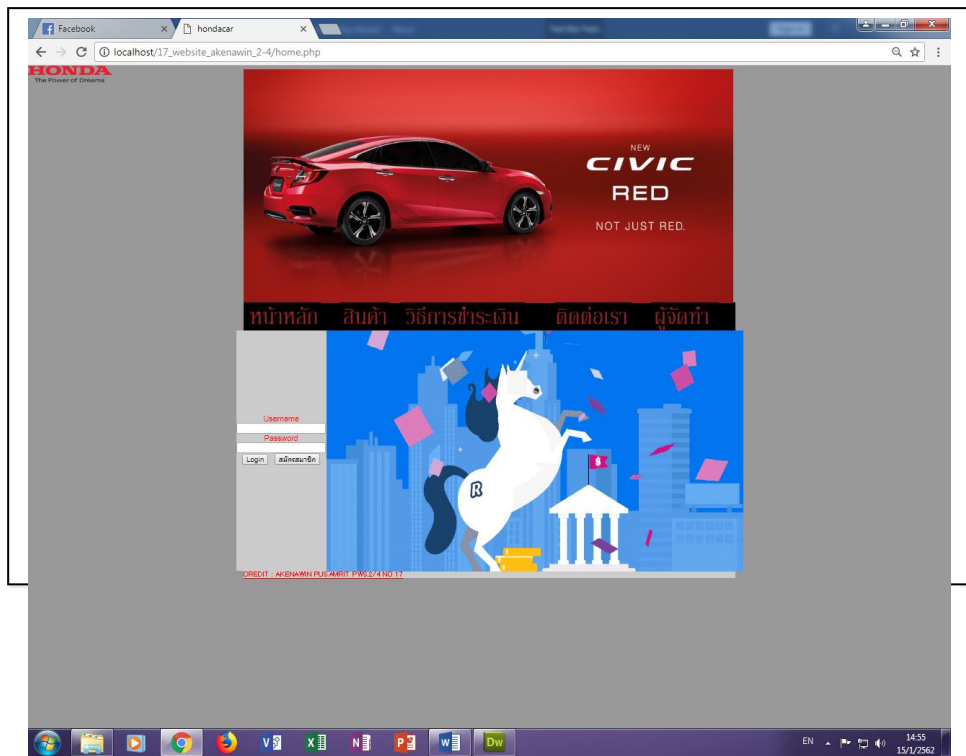 Facebook
hondacar
localhost/17_website_akenawin_2-4/home.php
HONDA
The Power of Dreams
NEW
CIVIC
RED
NOT JUST RED.
หน้าหลัก สินค้า วิธีการชำระเงิน ติดต่อเรา ผู้จัดทำ
Username
Password
Login สมัครสมาชิก
R
$
CREDIT : AKENAWIN PUS AMRIT PWS.2/4 NO 17
V X N P W Dw
EN
14:55
15/1/2562